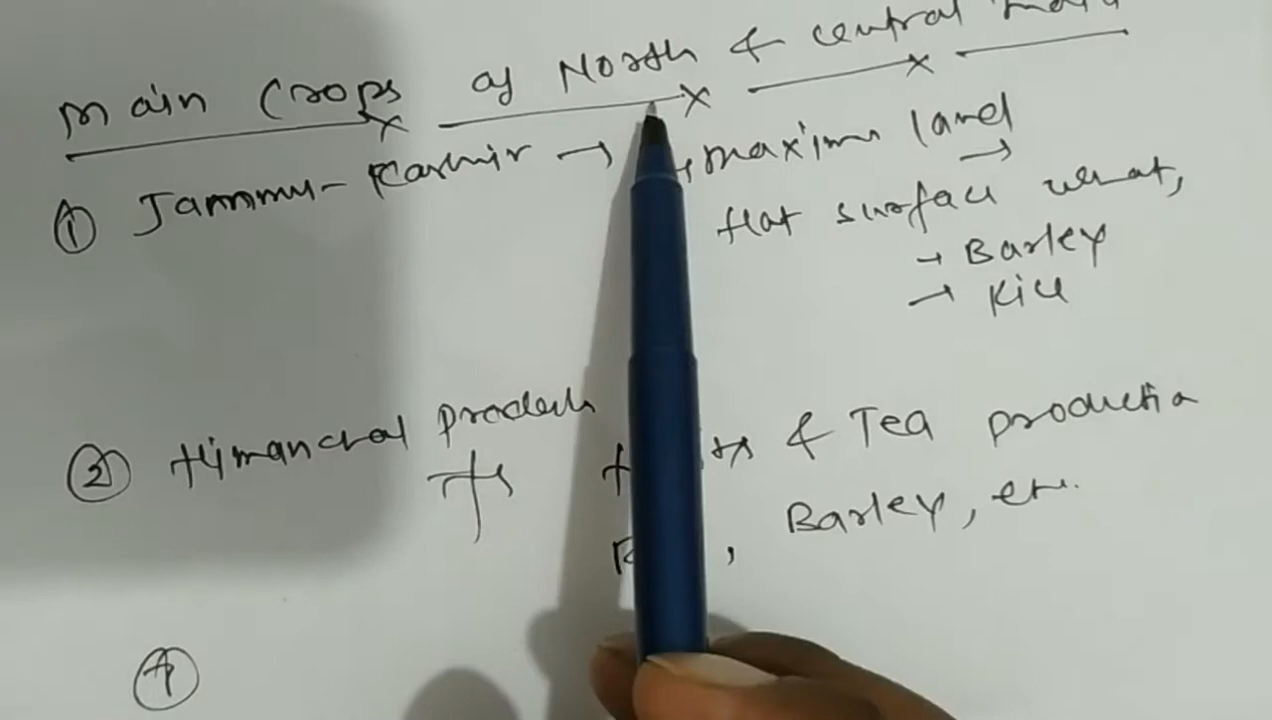 Main Crops of North & central India
① Jammu-Kashmir → maximum land →
flat surface wheat,
→ Barley
→ Rice
② Himanchal Pradesh & Tea production
, Barley, etc.